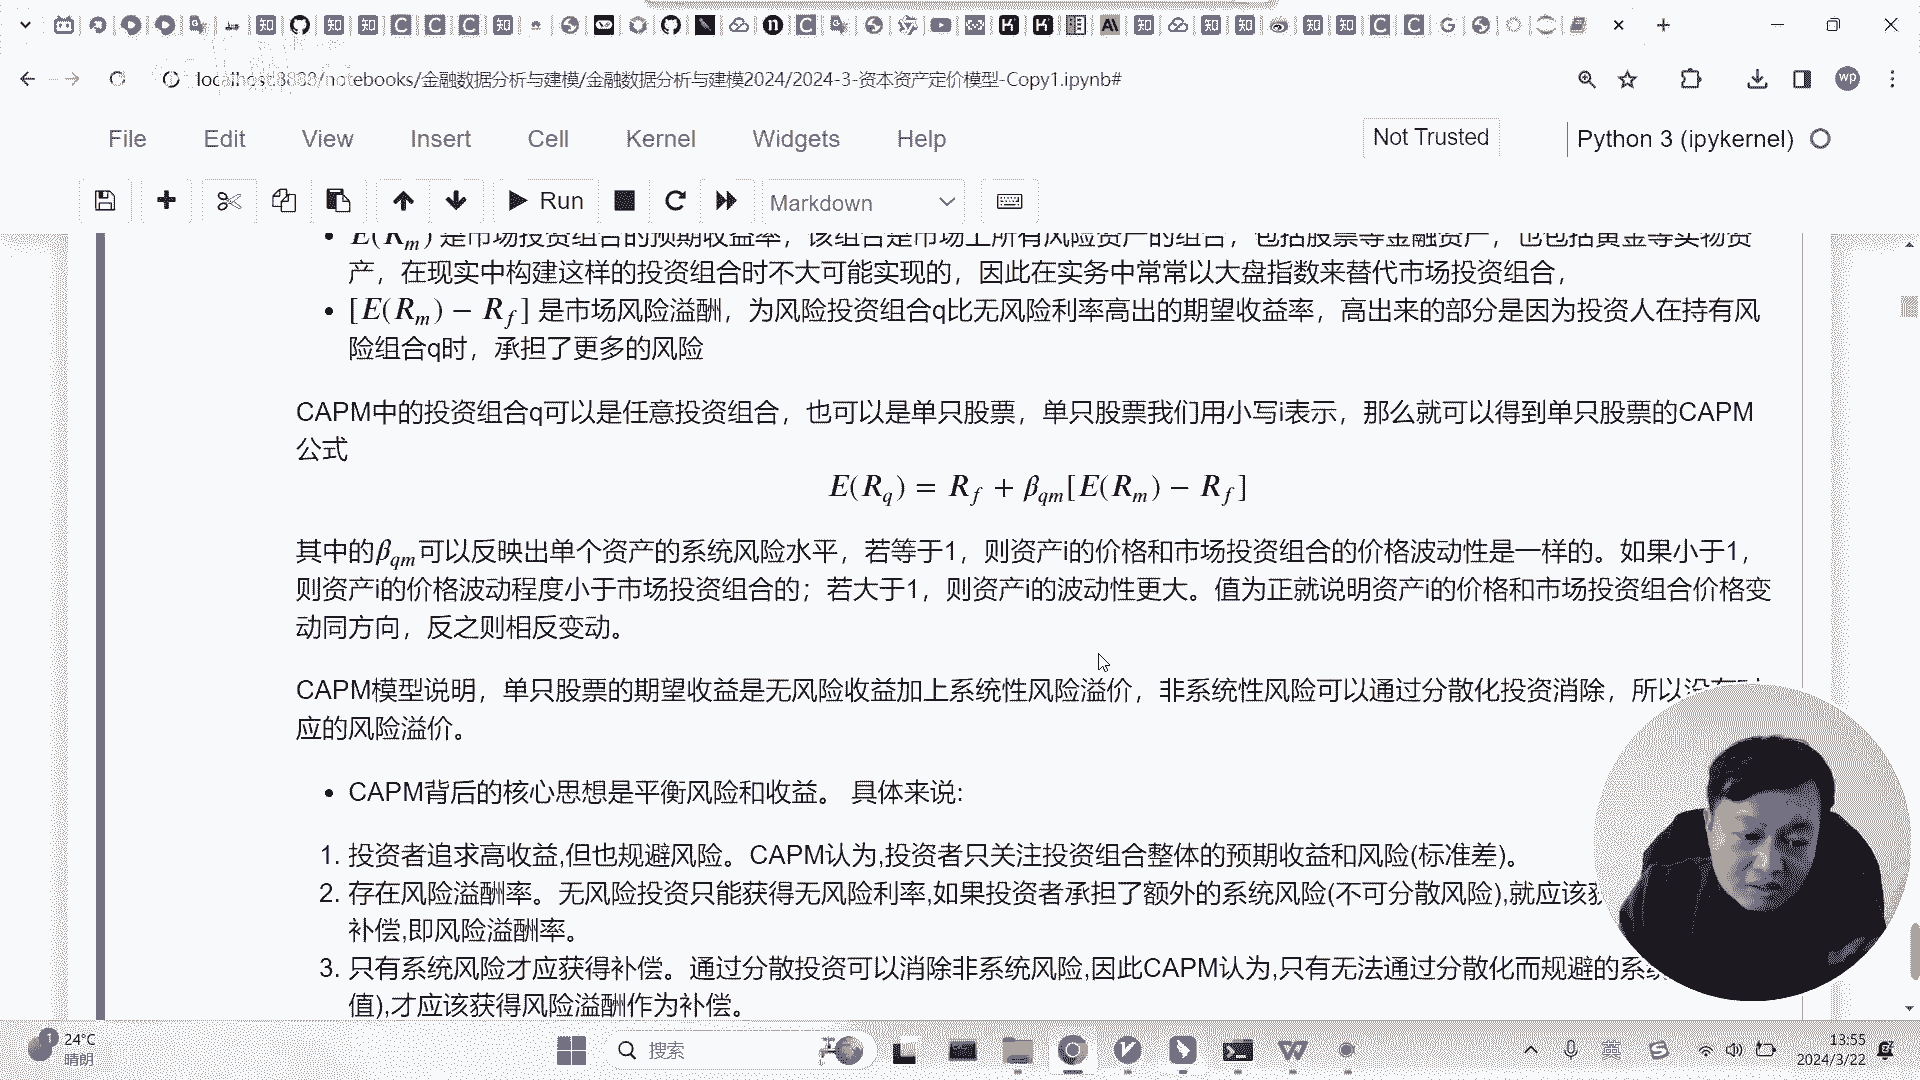 localhost:8888/notebooks/金融数据分析与建模/金融数据分析与建模2024/2024-3-资本资产定价模型-Copy1.ipynb#
wp
File Edit View Insert Cell Kernel Widgets Help Not Trusted Python 3 (ipykernel)
Run Markdown
• E(Rm) 是市场投资组合的预期收益率，该组合是市场上所有风险资产的组合，包括股票等金融资产，也包括黄金等实物资
产，在现实中构建这样的投资组合时不大可能实现的，因此在实务中常常以大盘指数来替代市场投资组合，
• [E(Rm) − Rf] 是市场风险溢酬，为风险投资组合q比无风险利率高出的期望收益率，高出来的部分是因为投资人在持有风
险组合q时，承担了更多的风险
CAPM中的投资组合q可以是任意投资组合，也可以是单只股票，单只股票我们用小写i表示，那么就可以得到单只股票的CAPM
公式
E(Rq) = Rf + βqm[E(Rm) − Rf]
其中的βqm可以反映出单个资产的系统风险水平，若等于1，则资产i的价格和市场投资组合的价格波动性是一样的。如果小于1，
则资产i的价格波动程度小于市场投资组合的；若大于1，则资产i的波动性更大。值为正就说明资产i的价格和市场投资组合价格变
动同方向，反之则相反变动。
CAPM模型说明，单只股票的期望收益是无风险收益加上系统性风险溢价，非系统性风险可以通过分散化投资消除，所以没有
应的风险溢价。
• CAPM背后的核心思想是平衡风险和收益。 具体来说:
1. 投资者追求高收益,但也规避风险。CAPM认为,投资者只关注投资组合整体的预期收益和风险(标准差)。
2. 存在风险溢酬率。无风险投资只能获得无风险利率,如果投资者承担了额外的系统风险(不可分散风险),就应该
补偿,即风险溢酬率。
3. 只有系统风险才应获得补偿。通过分散投资可以消除非系统风险,因此CAPM认为,只有无法通过分散化而规避的系
值),才应该获得风险溢酬作为补偿。
1 24°C
晴朗
搜索
英
13:55
2024/3/22